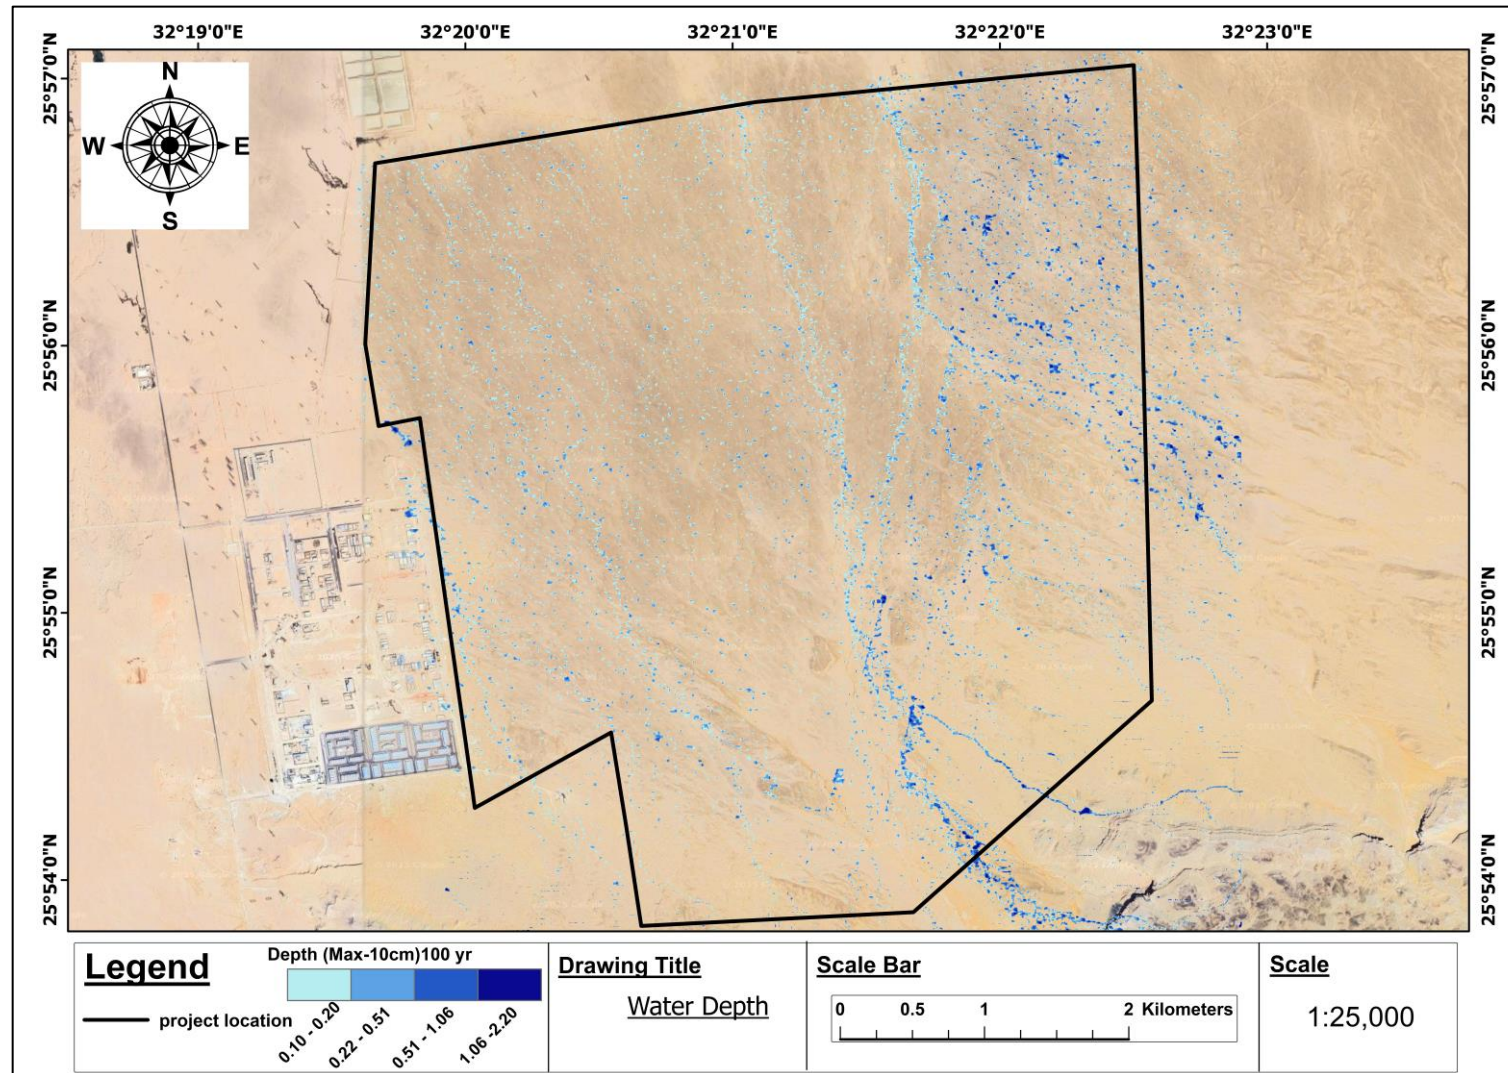 32°19'0"E
32°20'0"E
32°21'0"E
32°22'0"E
32°23'0"E
25°57'0"N
25°57'0"N
N
W
E
S
25°56'0"N
25°56'0"N
25°55'0"N
25°55'0"N
25°54'0"N
25°54'0"N
Legend
project location
Depth (Max-10cm)100 yr
0.10 - 0.20
0.22 - 0.51
0.51 - 1.06
1.06 -2.20
Drawing Title
Water Depth
Scale Bar
0 0.5 1 2 Kilometers
Scale
1:25,000